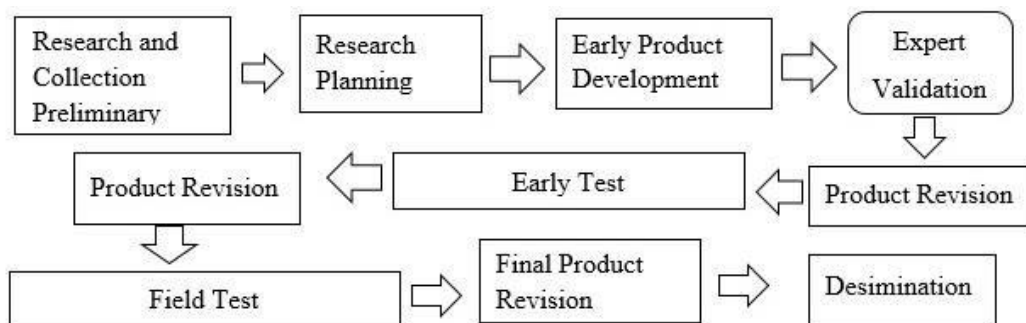 Research and
Collection
Preliminary
Research
Planning
Early Product
Development
Expert
Validation
Product Revision
Early Test
Product Revision
Field Test
Final Product
Revision
Desimination